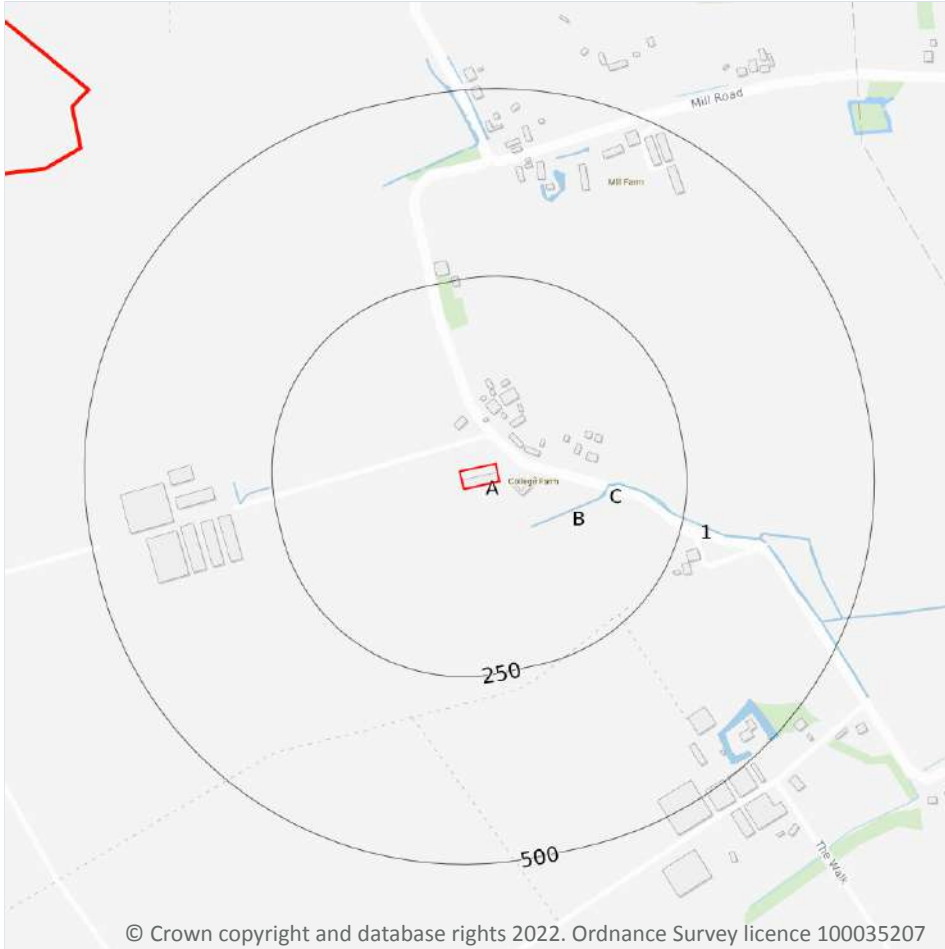 Mill Road
Mill Farm
College Farm
A
C
B
1
250
500
The Walk
© Crown copyright and database rights 2022. Ordnance Survey licence 100035207